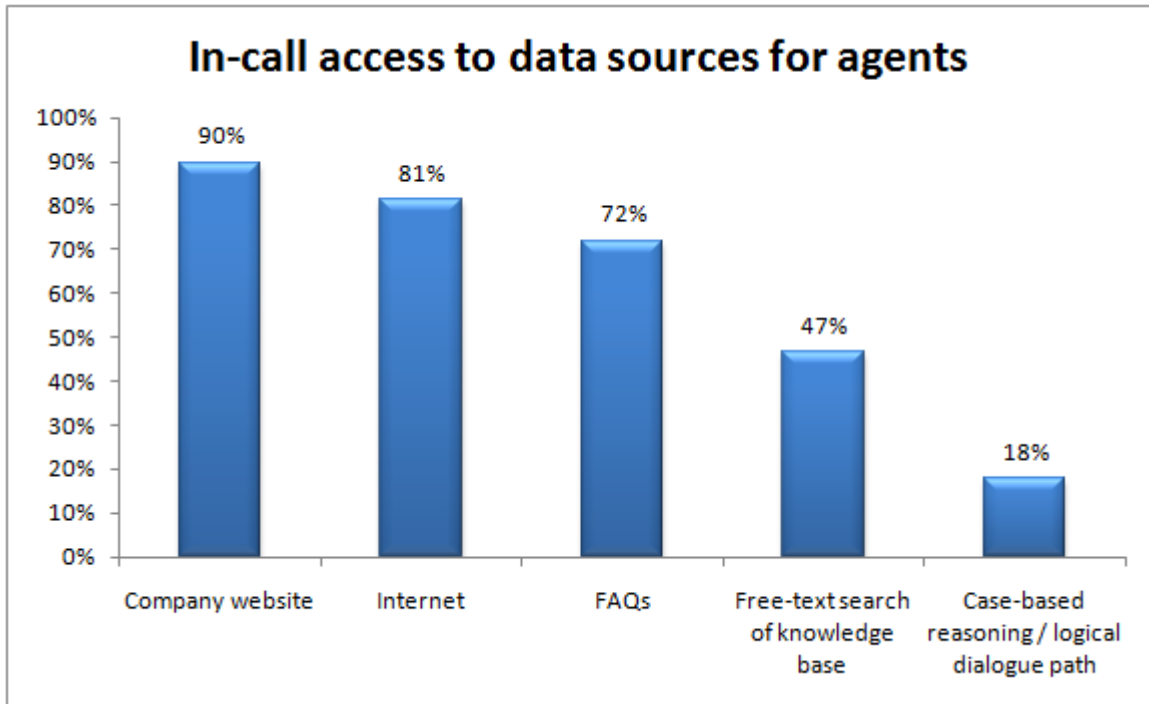 In-call access to data sources for agents
100%
90%
80%
70%
60%
50%
40%
30%
20%
10%
0%
90%
81%
72%
47%
18%
Company website
Internet
FAQs
Free-text search
of knowledge
base
Case-based
reasoning / logical
dialogue path